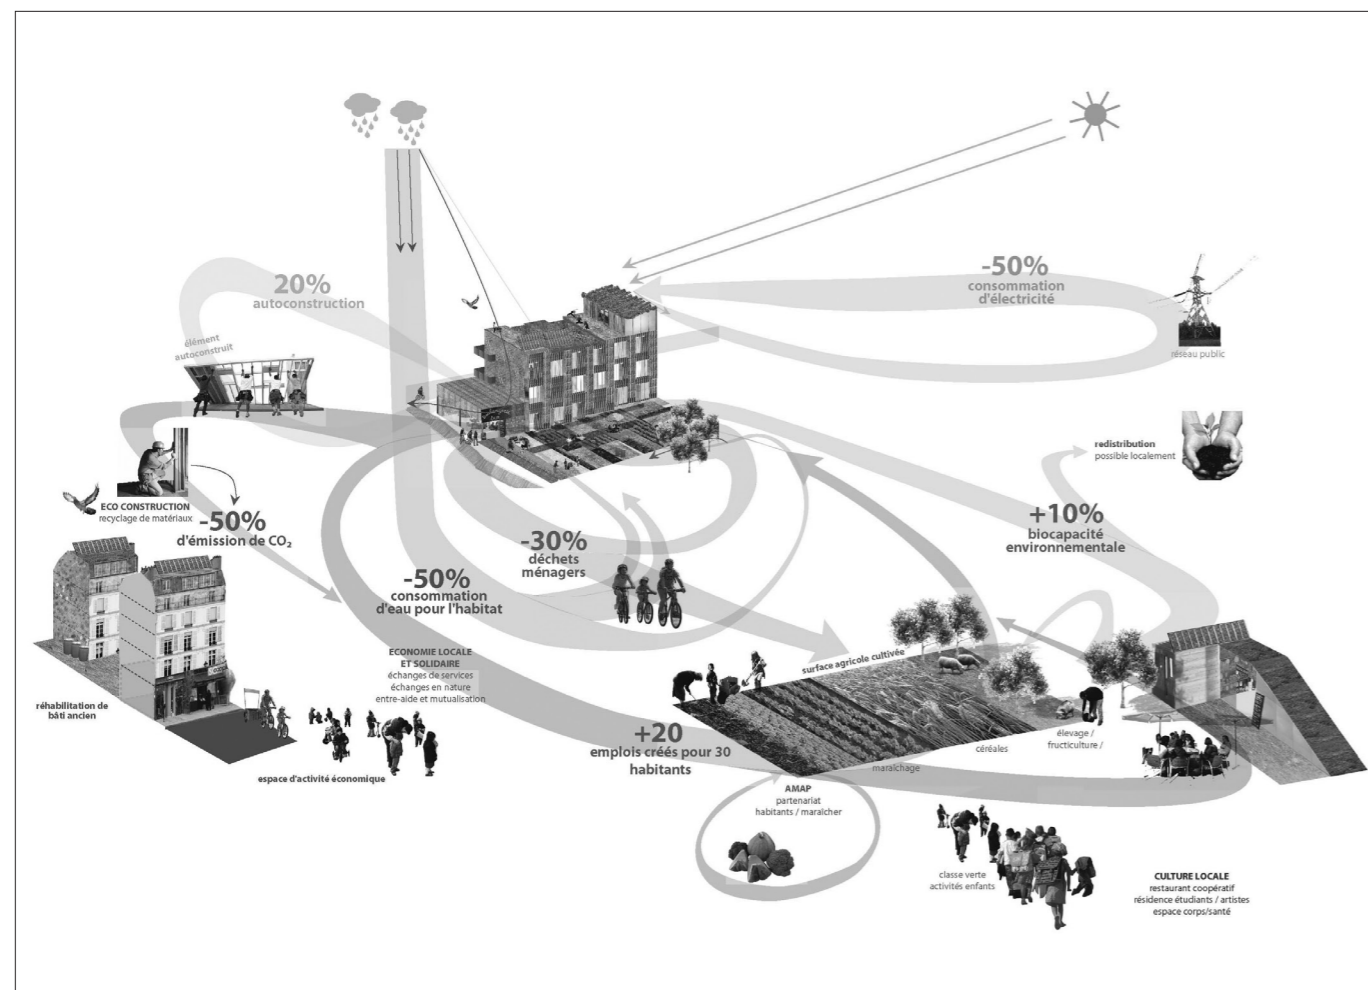 20%
autoconstruction
-50%
consommation
d'électricité
réseau public
élément
autoconstruit
redistribution
possible localement
ECO CONSTRUCTION
recyclage de matériaux
-50%
d'émission de CO₂
-30%
déchets
ménagers
+10%
biocapacité
environnementale
-50%
consommation
d'eau pour l'habitat
ECONOMIE LOCALE
ET SOLIDAIRE
échanges de services
échanges en nature
entre-aide et mutualisation
surface agricole cultivée
réhabilitation de
bâti ancien
+20
emplois créés pour 30
habitants
élevage /
fructiculture /
céréales
maraîchage
espace d'activité économique
AMAP
partenariat
habitants / maraîcher
classe verte
activités enfants
CULTURE LOCALE
restaurant coopératif
résidence étudiants / artistes
espace corps/santé